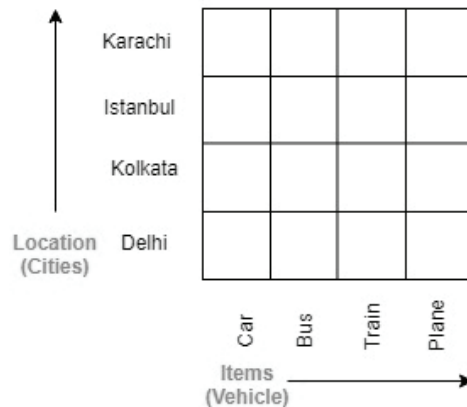 Karachi
Istanbul
Kolkata
Location
(Cities)
Delhi
Car
Bus
Train
Plane
Items
(Vehicle)